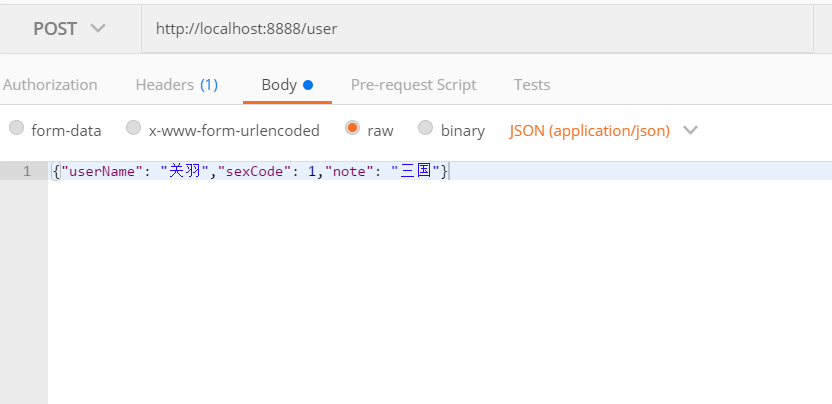 POST http://localhost:8888/user
Authorization Headers (1) Body Pre-request Script Tests
form-data x-www-form-urlencoded raw binary JSON (application/json)
1 {"userName": "关羽","sexCode": 1,"note": "三国"}